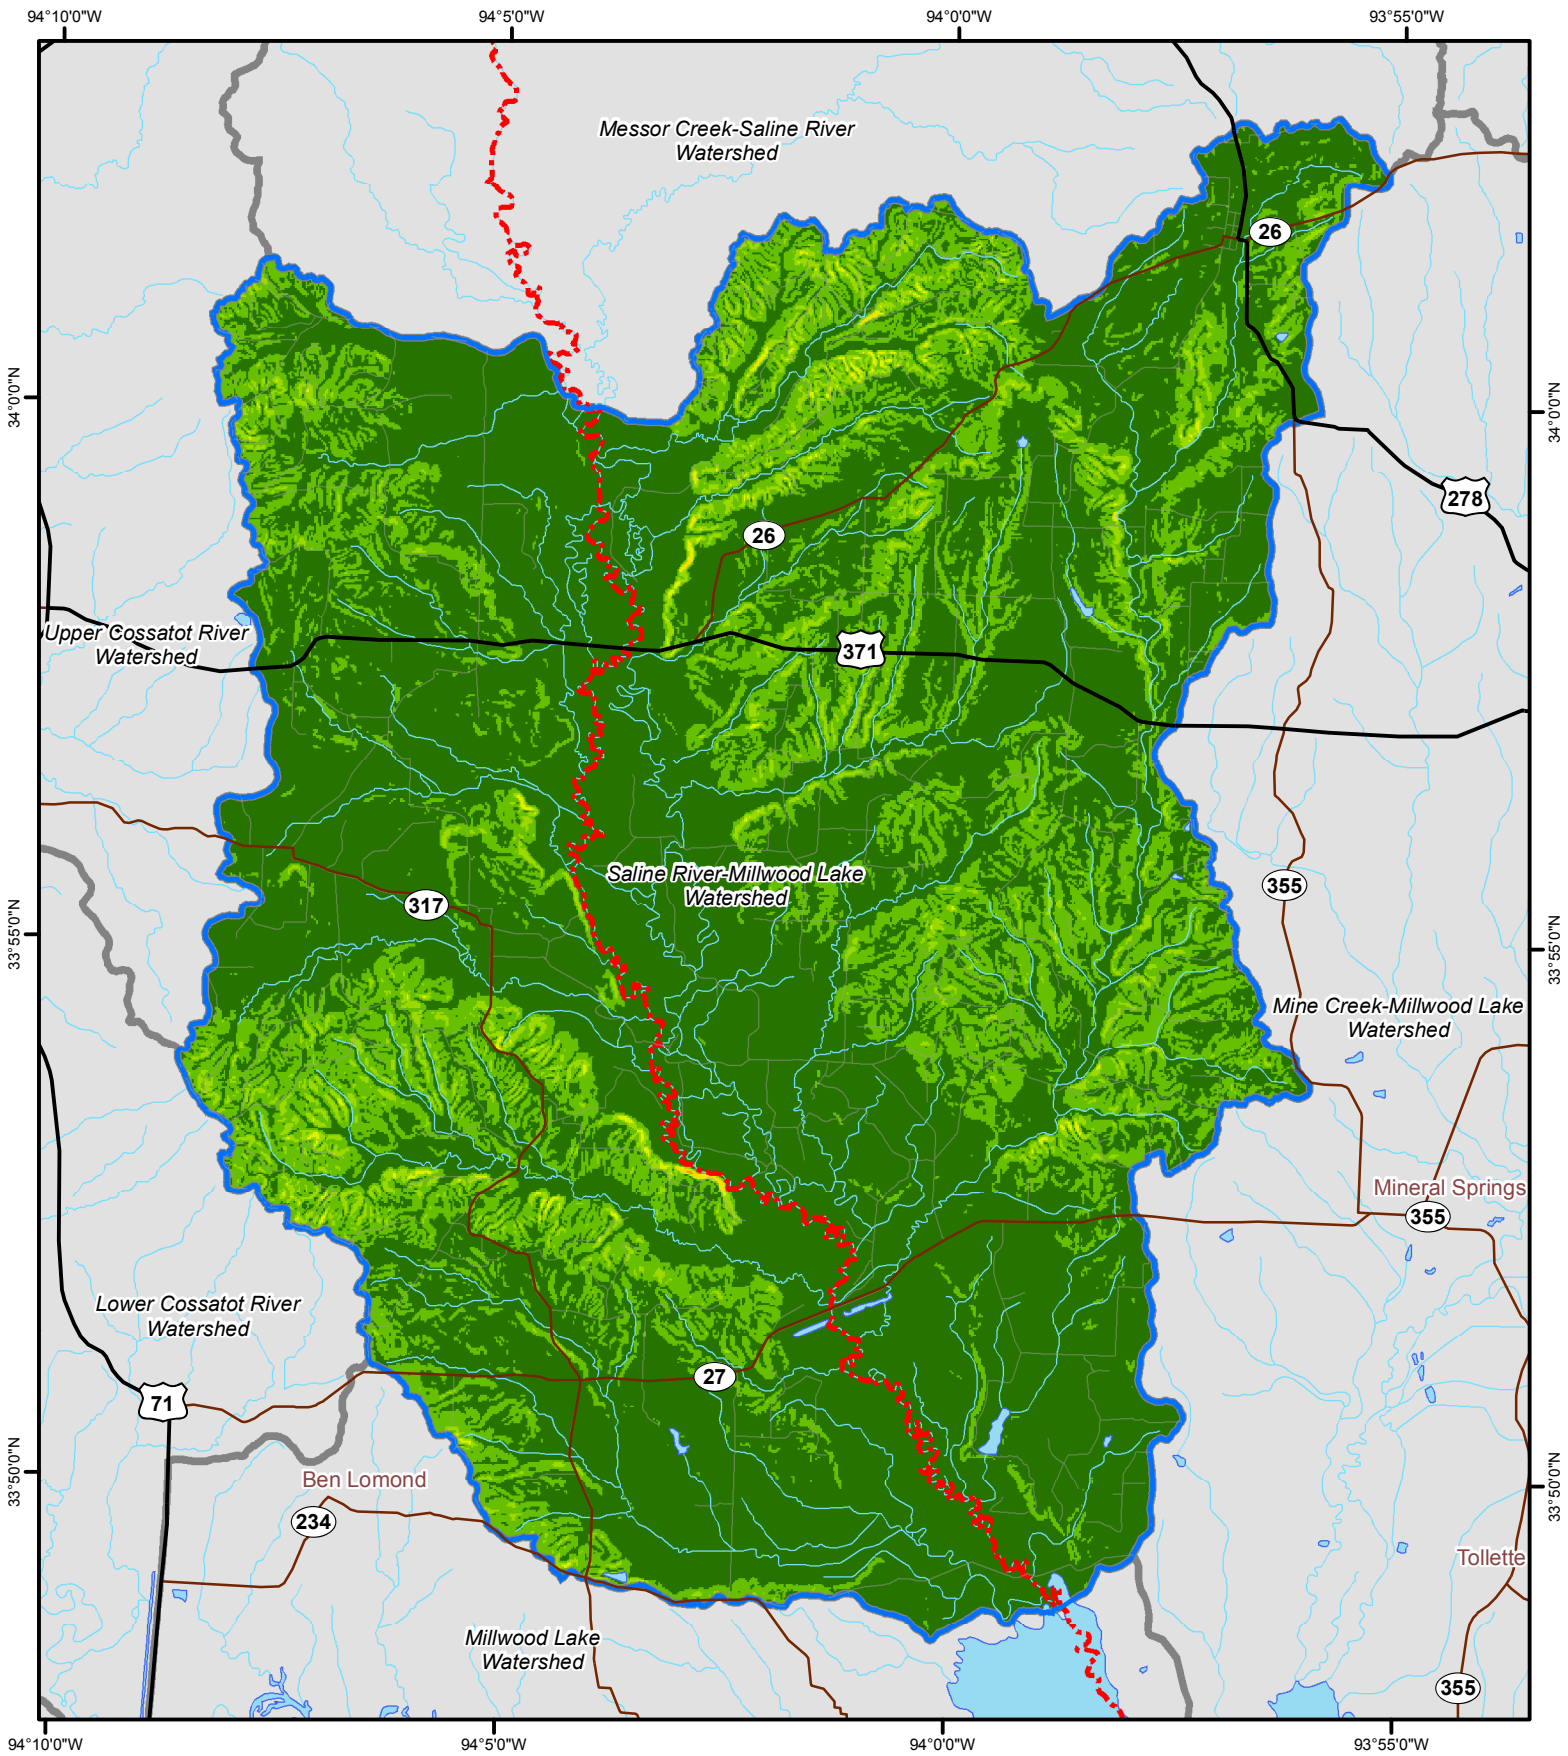 94°10'0"W
94°5'0"W
94°0'0"W
93°55'0"W
Messor Creek-Saline River
Watershed
26
34°0'0"N
34°0'0"N
278
26
Upper Cossatot River
Watershed
371
Saline River-Millwood Lake
Watershed
355
317
33°55'0"N
33°55'0"N
Mine Creek-Millwood Lake
Watershed
Mineral Springs
355
Lower Cossatot River
Watershed
27
71
33°50'0"N
33°50'0"N
Ben Lomond
234
Tollette
Millwood Lake
Watershed
355
94°10'0"W
94°5'0"W
94°0'0"W
93°55'0"W